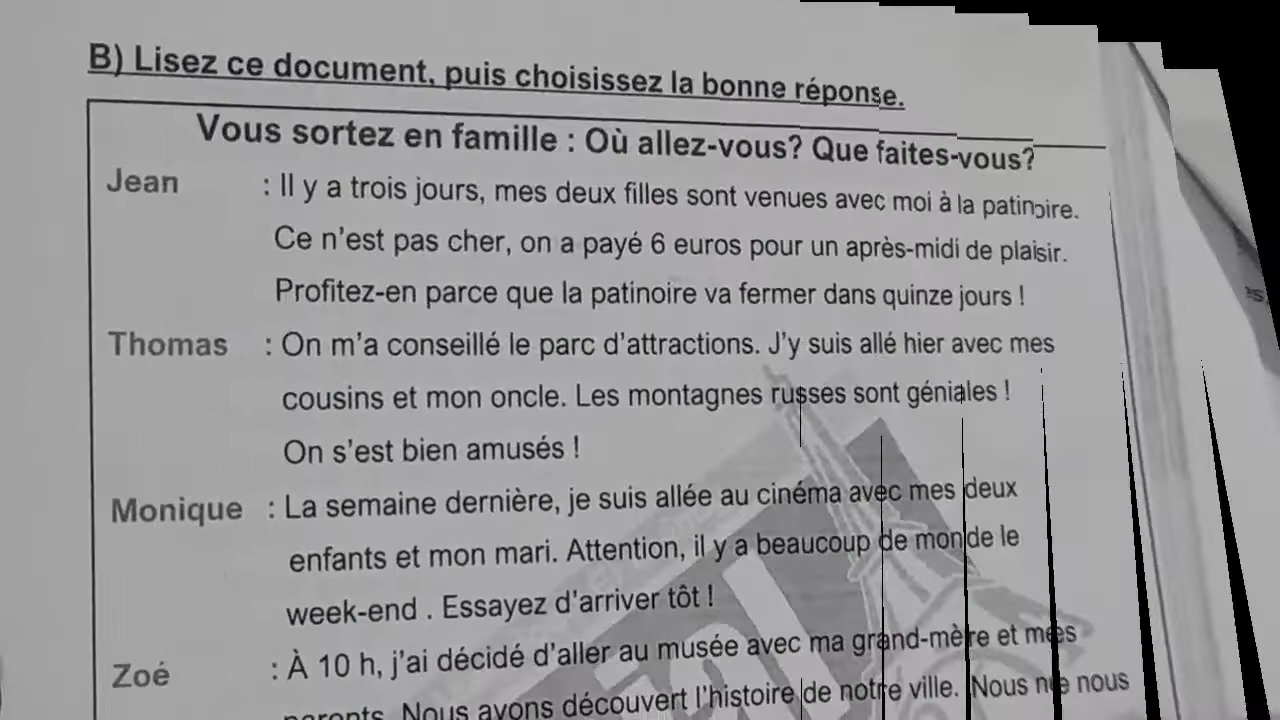 B) Lisez ce document, puis choisissez la bonne réponse.
Vous sortez en famille : Où allez-vous? Que faites-vous?
Jean : Il y a trois jours, mes deux filles sont venues avec moi à la patinoire.
Ce n'est pas cher, on a payé 6 euros pour un après-midi de plaisir.
Profitez-en parce que la patinoire va fermer dans quinze jours !
Thomas : On m'a conseillé le parc d'attractions. J'y suis allé hier avec mes
cousins et mon oncle. Les montagnes russes sont géniales !
On s'est bien amusés !
Monique : La semaine dernière, je suis allée au cinéma avec mes deux
enfants et mon mari. Attention, il y a beaucoup de monde le
week-end . Essayez d'arriver tôt !
Zoé : À 10 h, j'ai décidé d'aller au musée avec ma grand-mère et mes
parents. Nous avons découvert l'histoire de notre ville. Nous ne nous